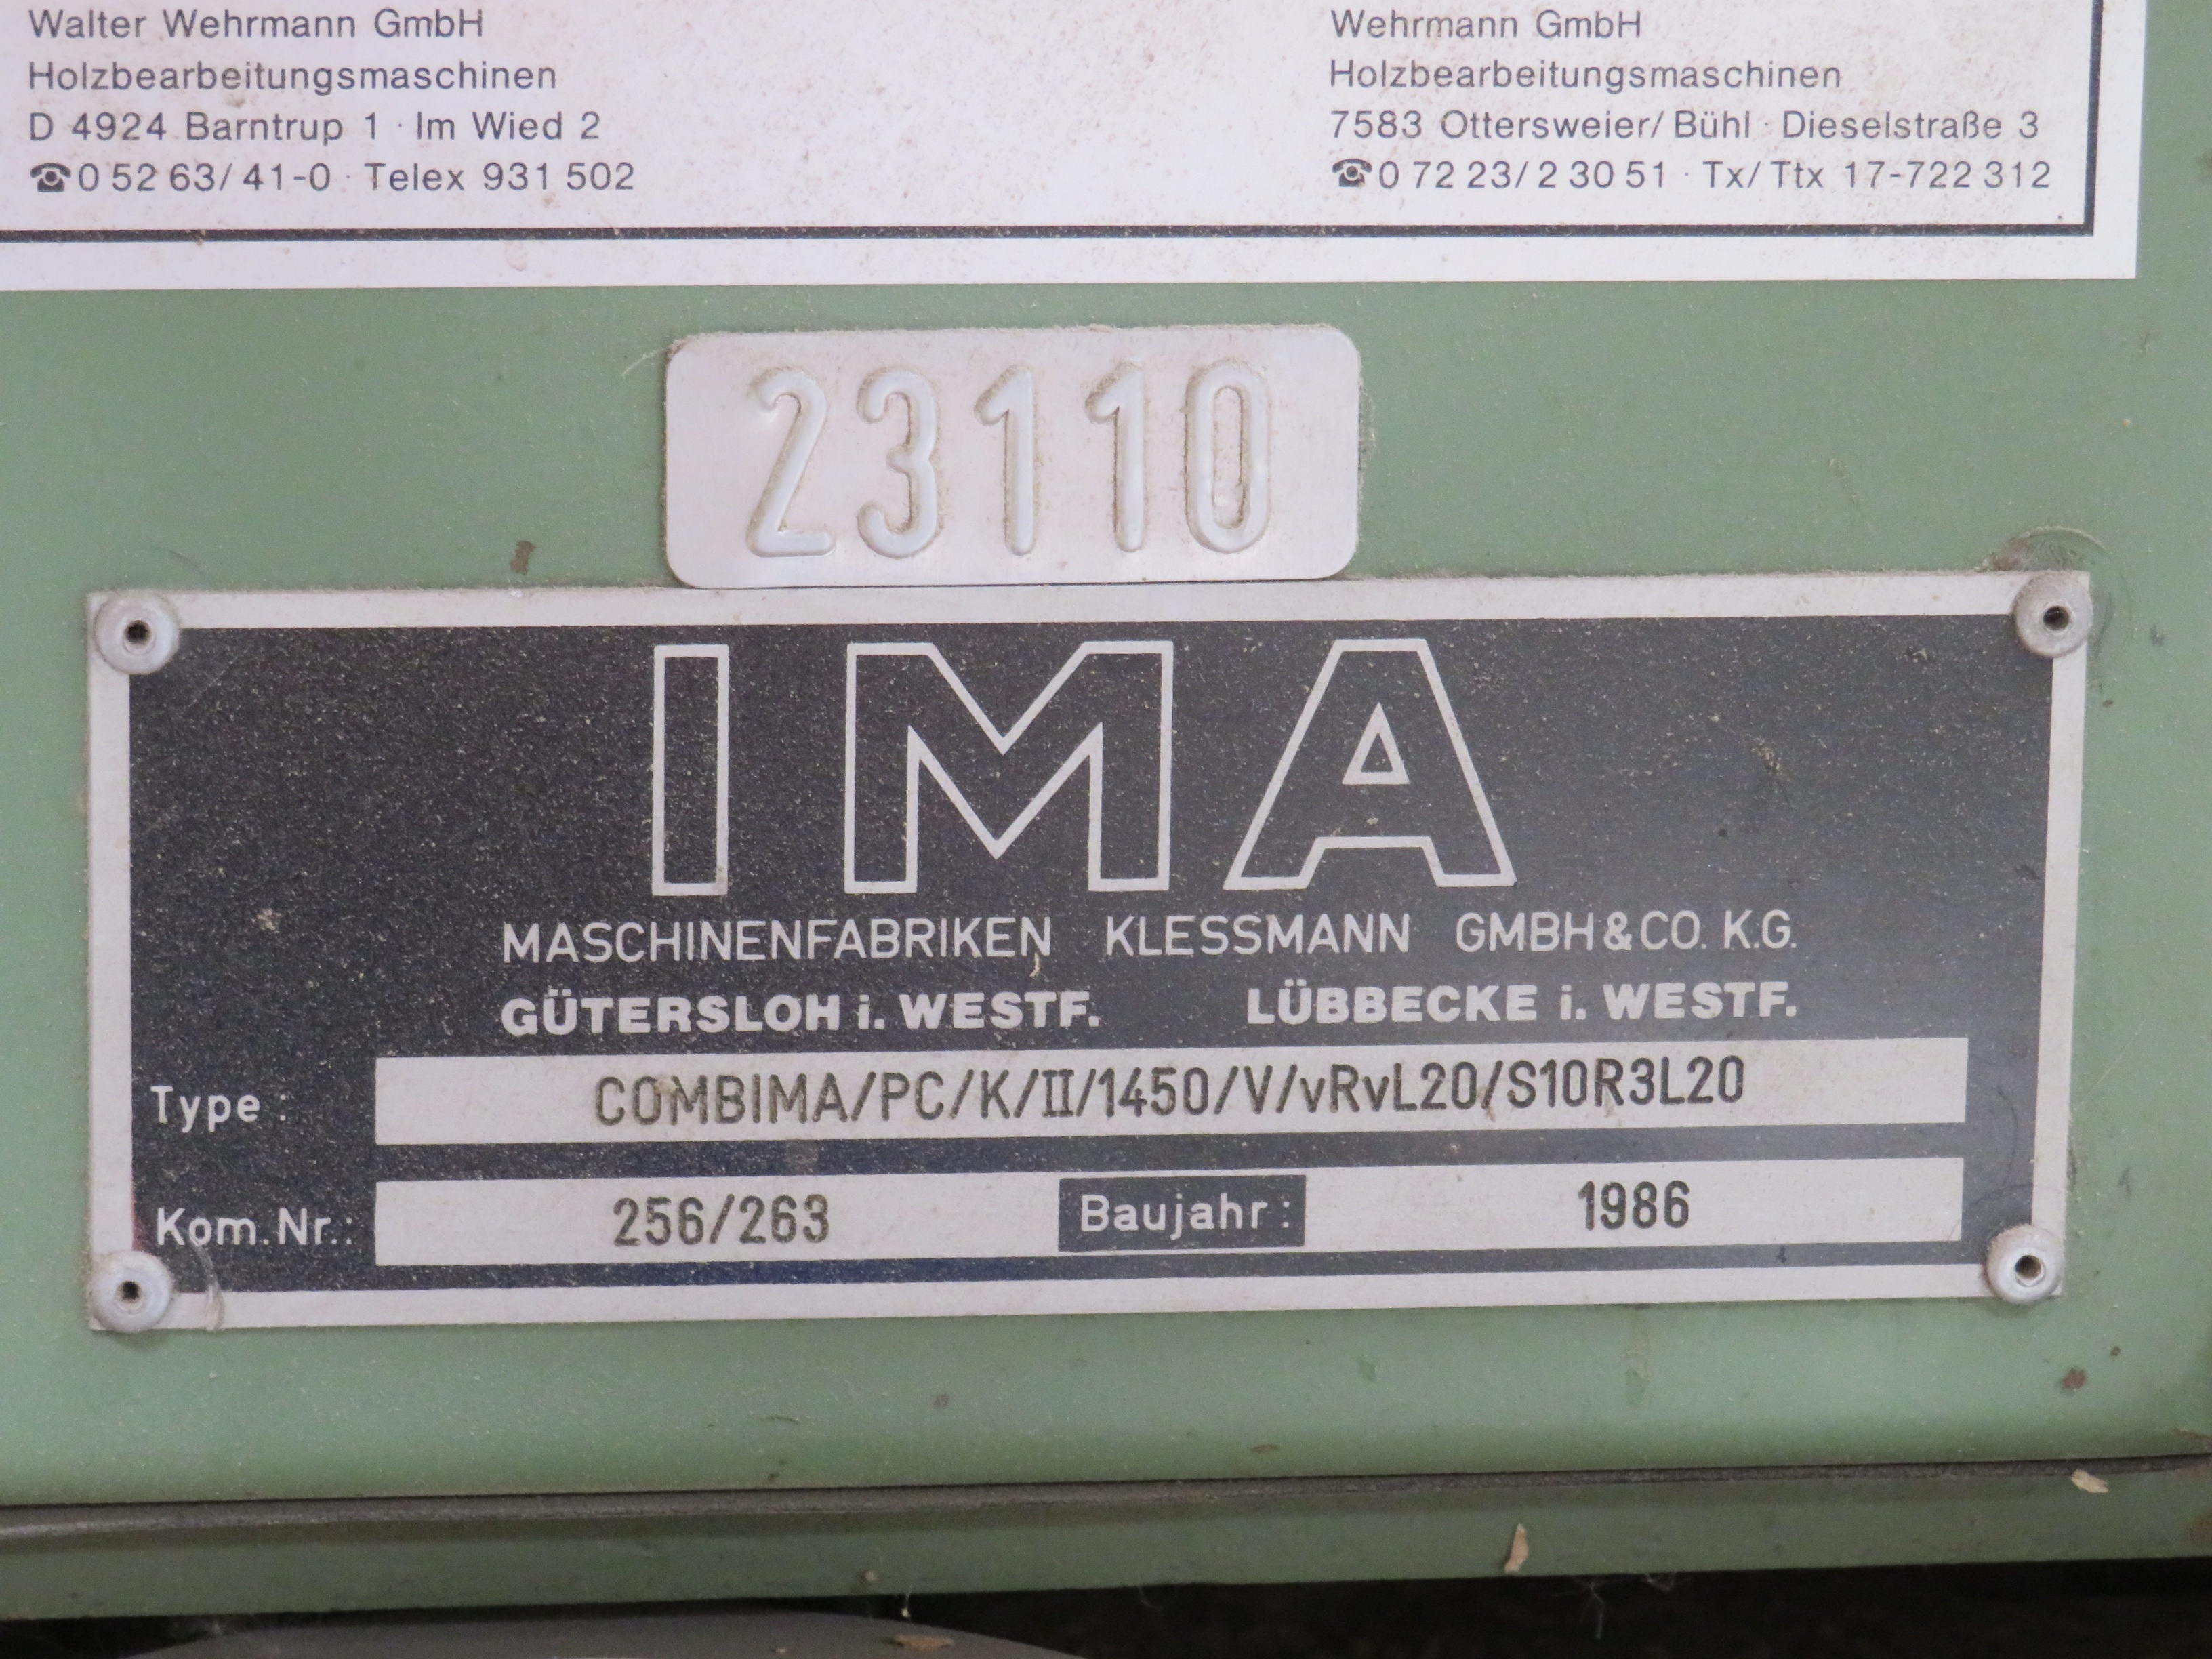 Walter Wehrmann GmbH
Holzbearbeitungsmaschinen
D 4924 Barntrup 1 · Im Wied 2
☎ 0 52 63/ 41-0 · Telex 931 502
Wehrmann GmbH
Holzbearbeitungsmaschinen
7583 Ottersweier/ Bühl · Dieselstraße 3
☎ 0 72 23/ 2 30 51 · Tx/ Ttx 17-722 312
23110
IMA
MASCHINENFABRIKEN KLESSMANN GMBH & CO. K.G.
GÜTERSLOH i. WESTF. LÜBBECKE i. WESTF.
Type : COMBIMA/PC/K/II/1450/V/vRvL20/S10R3L20
Kom.Nr.: 256/263 Baujahr : 1986